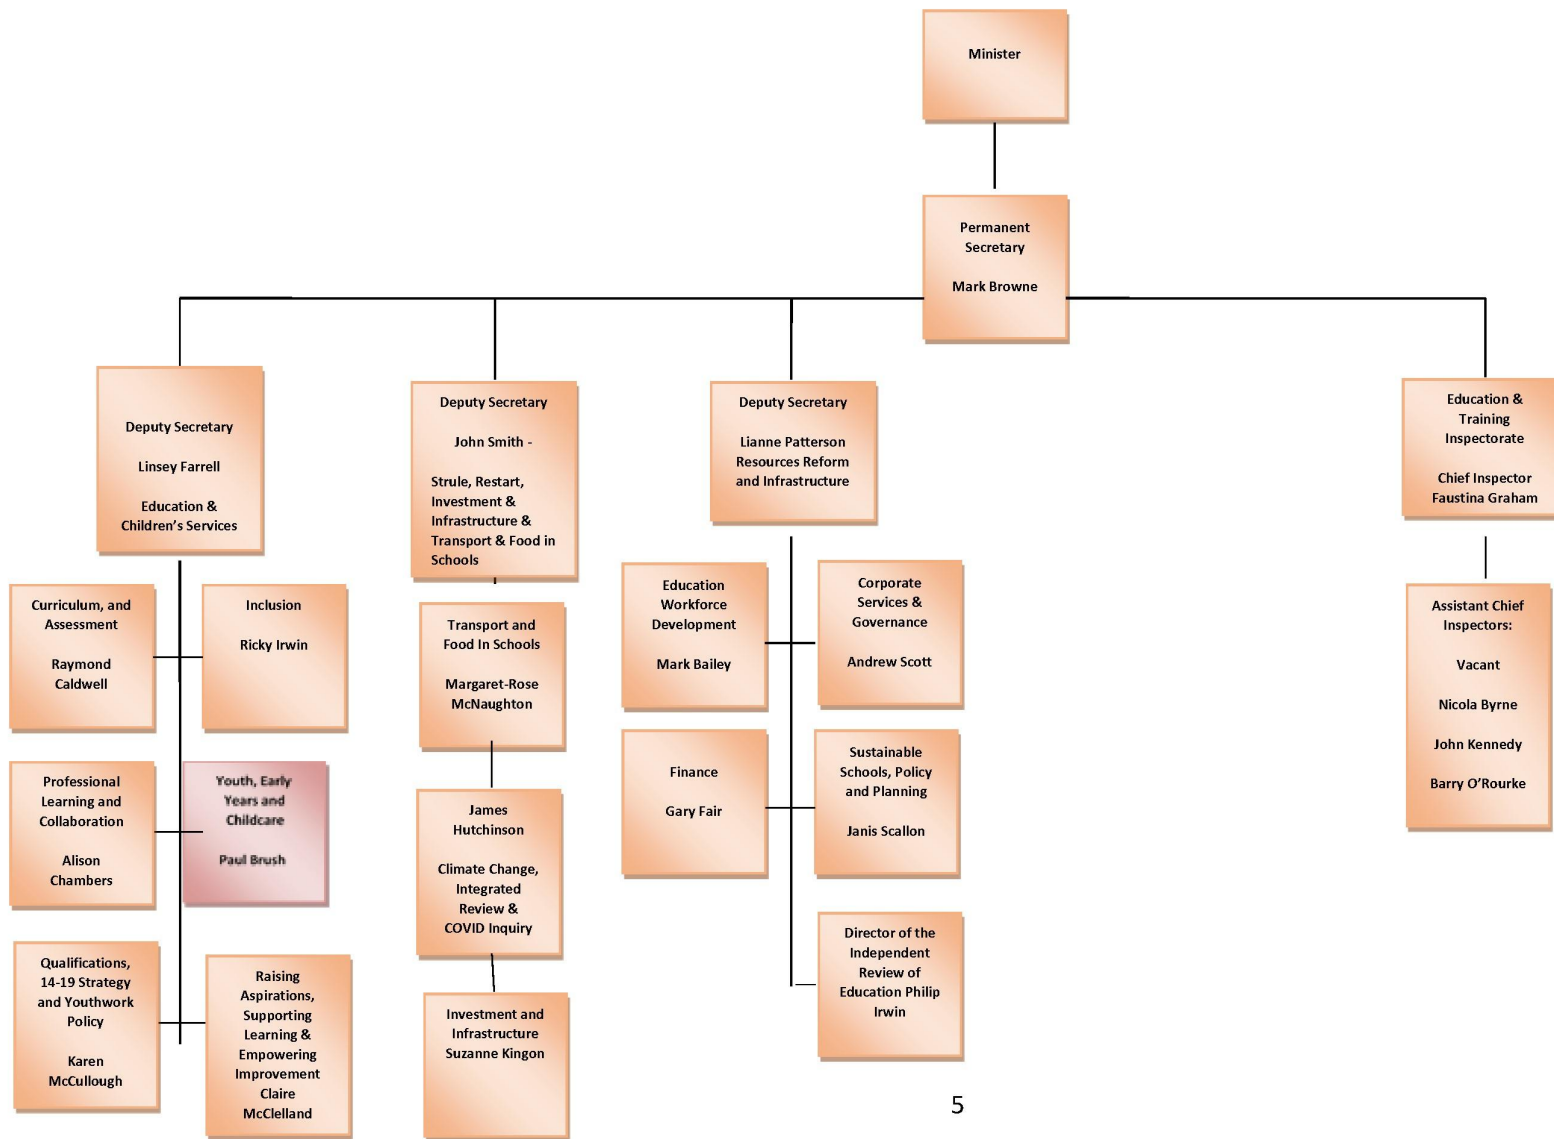 Minister
Permanent
Secretary
Mark Browne
Deputy Secretary
Linsey Farrell
Education &
Children's Services
Deputy Secretary
John Smith -
Strule, Restart,
Investment &
Infrastructure &
Transport & Food in
Schools
Deputy Secretary
Lianne Patterson
Resources Reform
and Infrastructure
Education &
Training
Inspectorate
Chief Inspector
Faustina Graham
Curriculum, and
Assessment
Raymond
Caldwell
Inclusion
Ricky Irwin
Professional
Learning and
Collaboration
Alison
Chambers
Youth, Early
Years and
Childcare
Paul Brush
Qualifications,
14-19 Strategy
and Youthwork
Policy
Karen
McCullough
Raising
Aspirations,
Supporting
Learning &
Empowering
Improvement
Claire
McClelland
Transport and
Food In Schools
Margaret-Rose
McNaughton
James
Hutchinson
Climate Change,
Integrated
Review &
COVID Inquiry
Investment and
Infrastructure
Suzanne Kingon
Education
Workforce
Development
Mark Bailey
Corporate
Services &
Governance
Andrew Scott
Finance
Gary Fair
Sustainable
Schools, Policy
and Planning
Janis Scallon
Director of the
Independent
Review of
Education Philip
Irwin
Assistant Chief
Inspectors:
Vacant
Nicola Byrne
John Kennedy
Barry O'Rourke
5